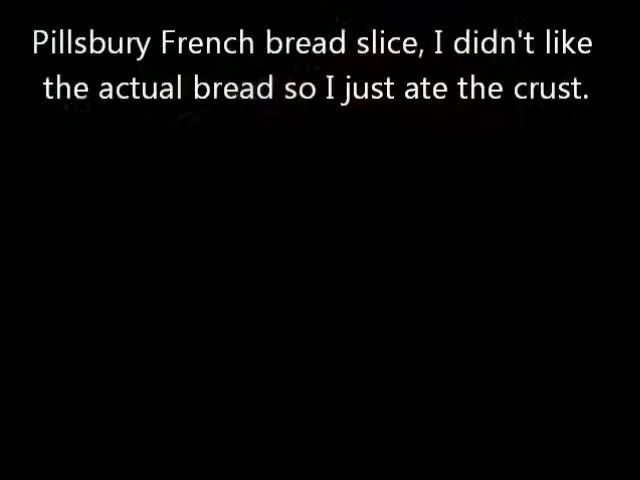 Pillsbury French bread slice, I didn't like
the actual bread so I just ate the crust.